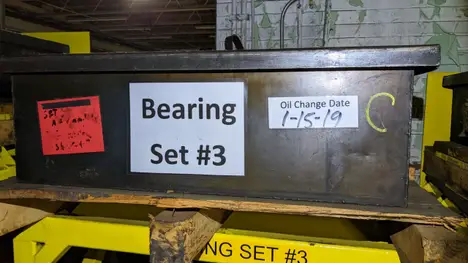 Bearing
Set #3
Oil Change Date
1-15-19
NG SET #3